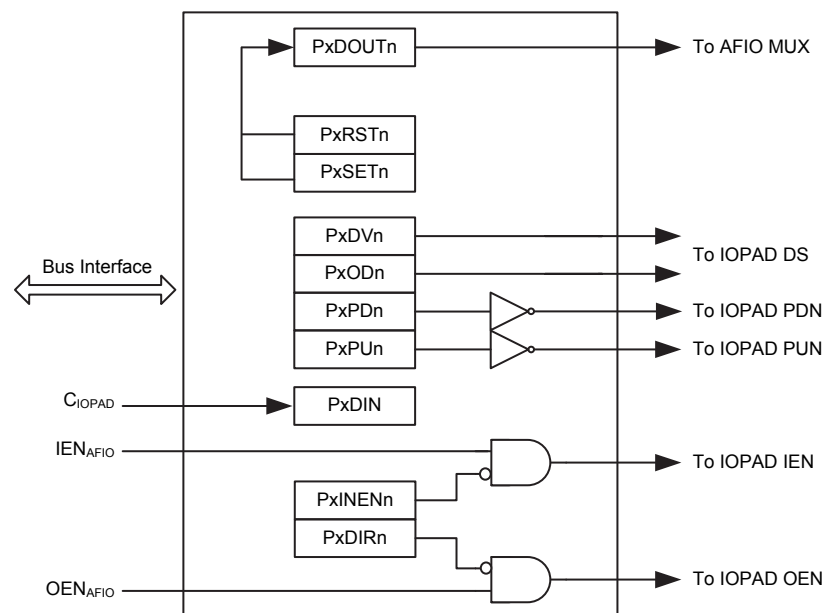 PxDOUTn
To AFIO MUX
PxRSTn
PxSETn
PxDVn
To IOPAD DS
Bus Interface
PxODn
PxPDn
To IOPAD PDN
PxPUn
To IOPAD PUN
CIOPAD
PxDIN
IENAFIO
To IOPAD IEN
PxINENn
PxDIRn
OENAFIO
To IOPAD OEN